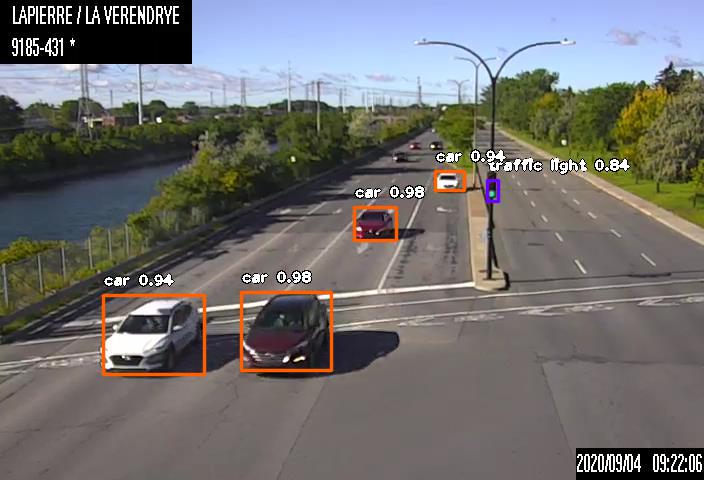 LAPIERRE / LA VERENDRYE
9185-431 *
car 0.94
traffic light 0.84
car 0.98
car 0.94
car 0.98
2020/09/04 09:22:06